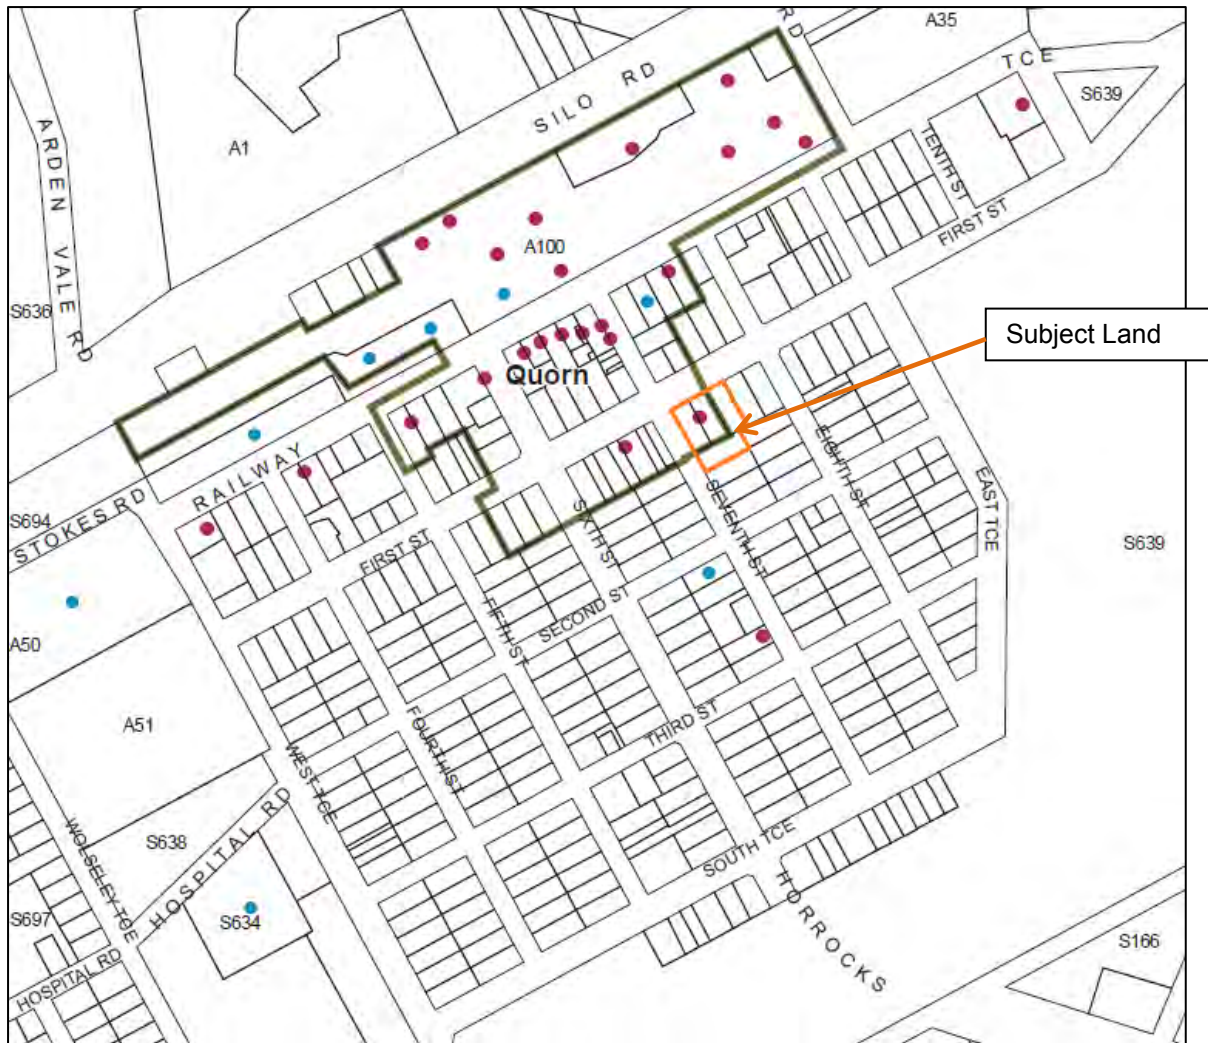 RD
A35
TCE
S639
SILO RD
A1
ARDEN VALE RD
TENTH ST
FIRST ST
A100
S636
Subject Land
Quorn
EIGHTH ST
RAILWAY
STOKES RD
S694
EAST TCE
SEVENTH ST
SIXTH ST
FIRST ST
S639
FIFTH ST
SECOND ST
A50
A51
FOURTH ST
THIRD ST
WEST TCE
HOSPITAL RD
WOLSELEY TCE
S638
SOUTH TCE
HORROCKS
S697
S634
S166
HOSPITAL RD